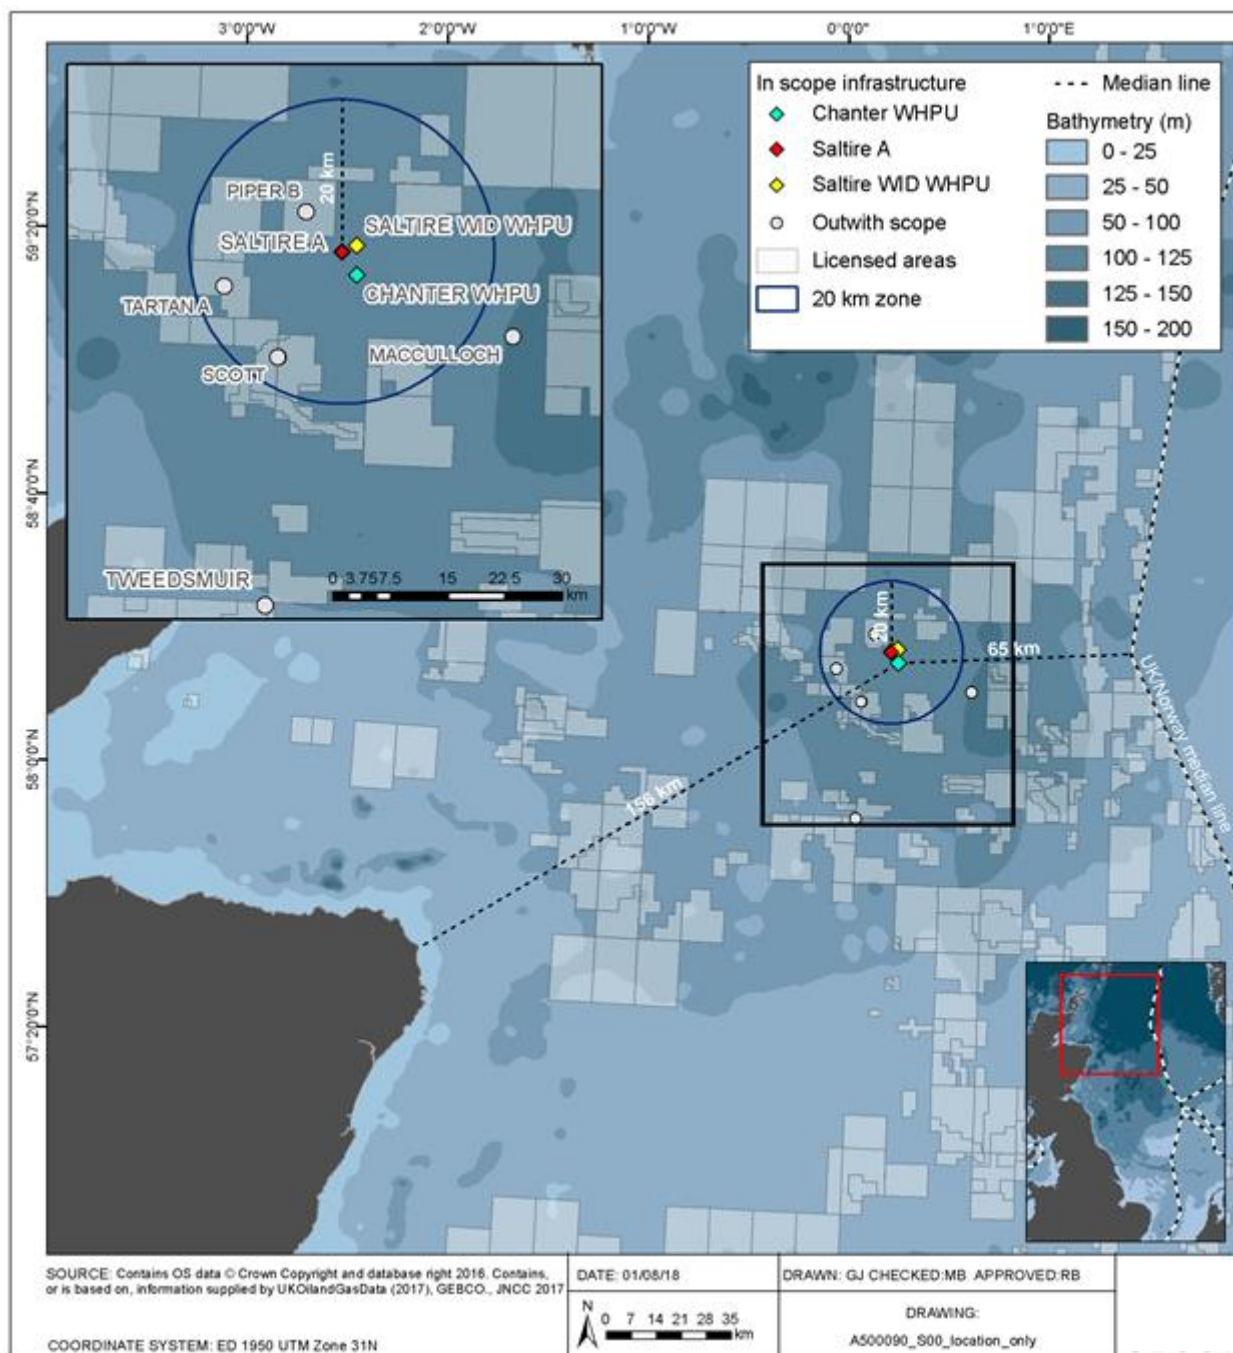 3°0'0"W 2°0'0"W 1°0'0"W 0°0'0" 1°0'0"E
59°20'0"N
58°40'0"N
58°0'0"N
57°20'0"N
20 km
PIPER B
SALTIRE A
SALTIRE WID WHPU
CHANTER WHPU
TARTAN A
SCOTT
MACCULLOCH
TWEEDSMUIR
0 3.75 7.5 15 22.5 30
km
In scope infrastructure
Chanter WHPU
Saltire A
Saltire WID WHPU
Outwith scope
Licensed areas
20 km zone
Median line
Bathymetry (m)
0 - 25
25 - 50
50 - 100
100 - 125
125 - 150
150 - 200
20 km
65 km
156 km
UK/Norway median line
SOURCE: Contains OS data © Crown Copyright and database right 2016. Contains,
or is based on, information supplied by UKOilandGasData (2017), GEBCO., JNCC 2017
COORDINATE SYSTEM: ED 1950 UTM Zone 31N
DATE: 01/08/18
N
0 7 14 21 28 35
km
DRAWN: GJ CHECKED:MB APPROVED:RB
DRAWING:
A500090_S00_location_only